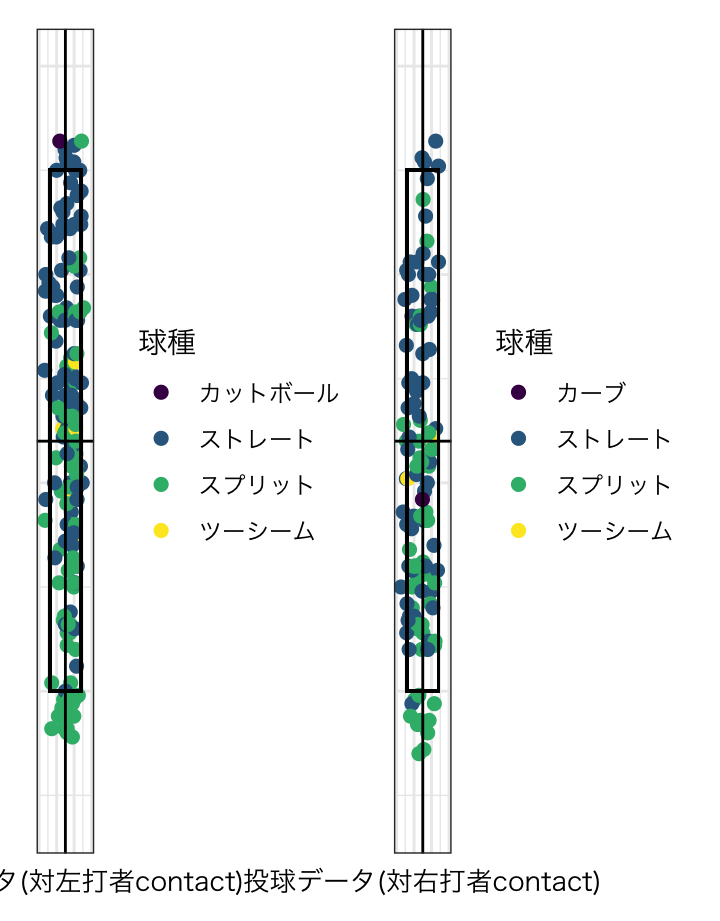 球種
カットボール
ストレート
スプリット
ツーシーム
球種
カーブ
ストレート
スプリット
ツーシーム
タ(対左打者contact)投球データ(対右打者contact)